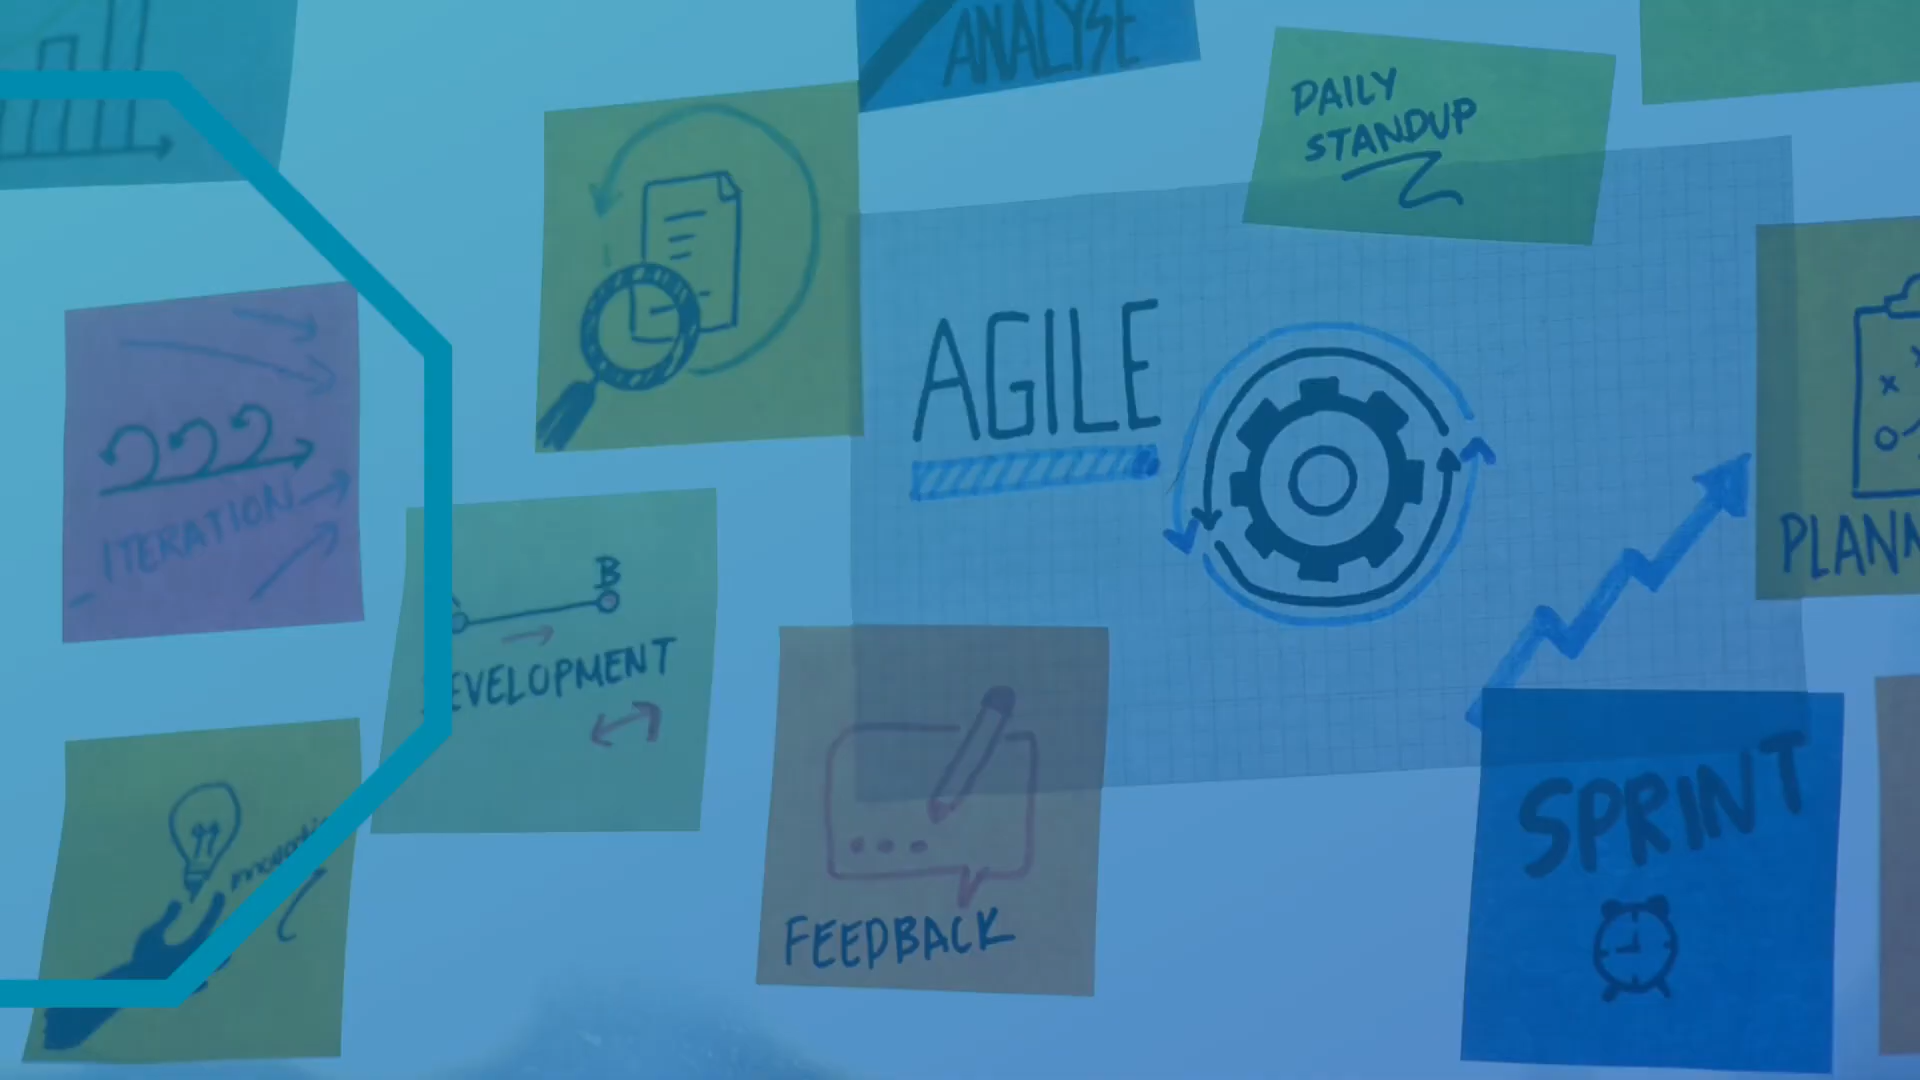 ANALYSE
DAILY
STANDUP
AGILE
ITERATION
B
EVELOPMENT
PLANN
FEEDBACK
SPRINT